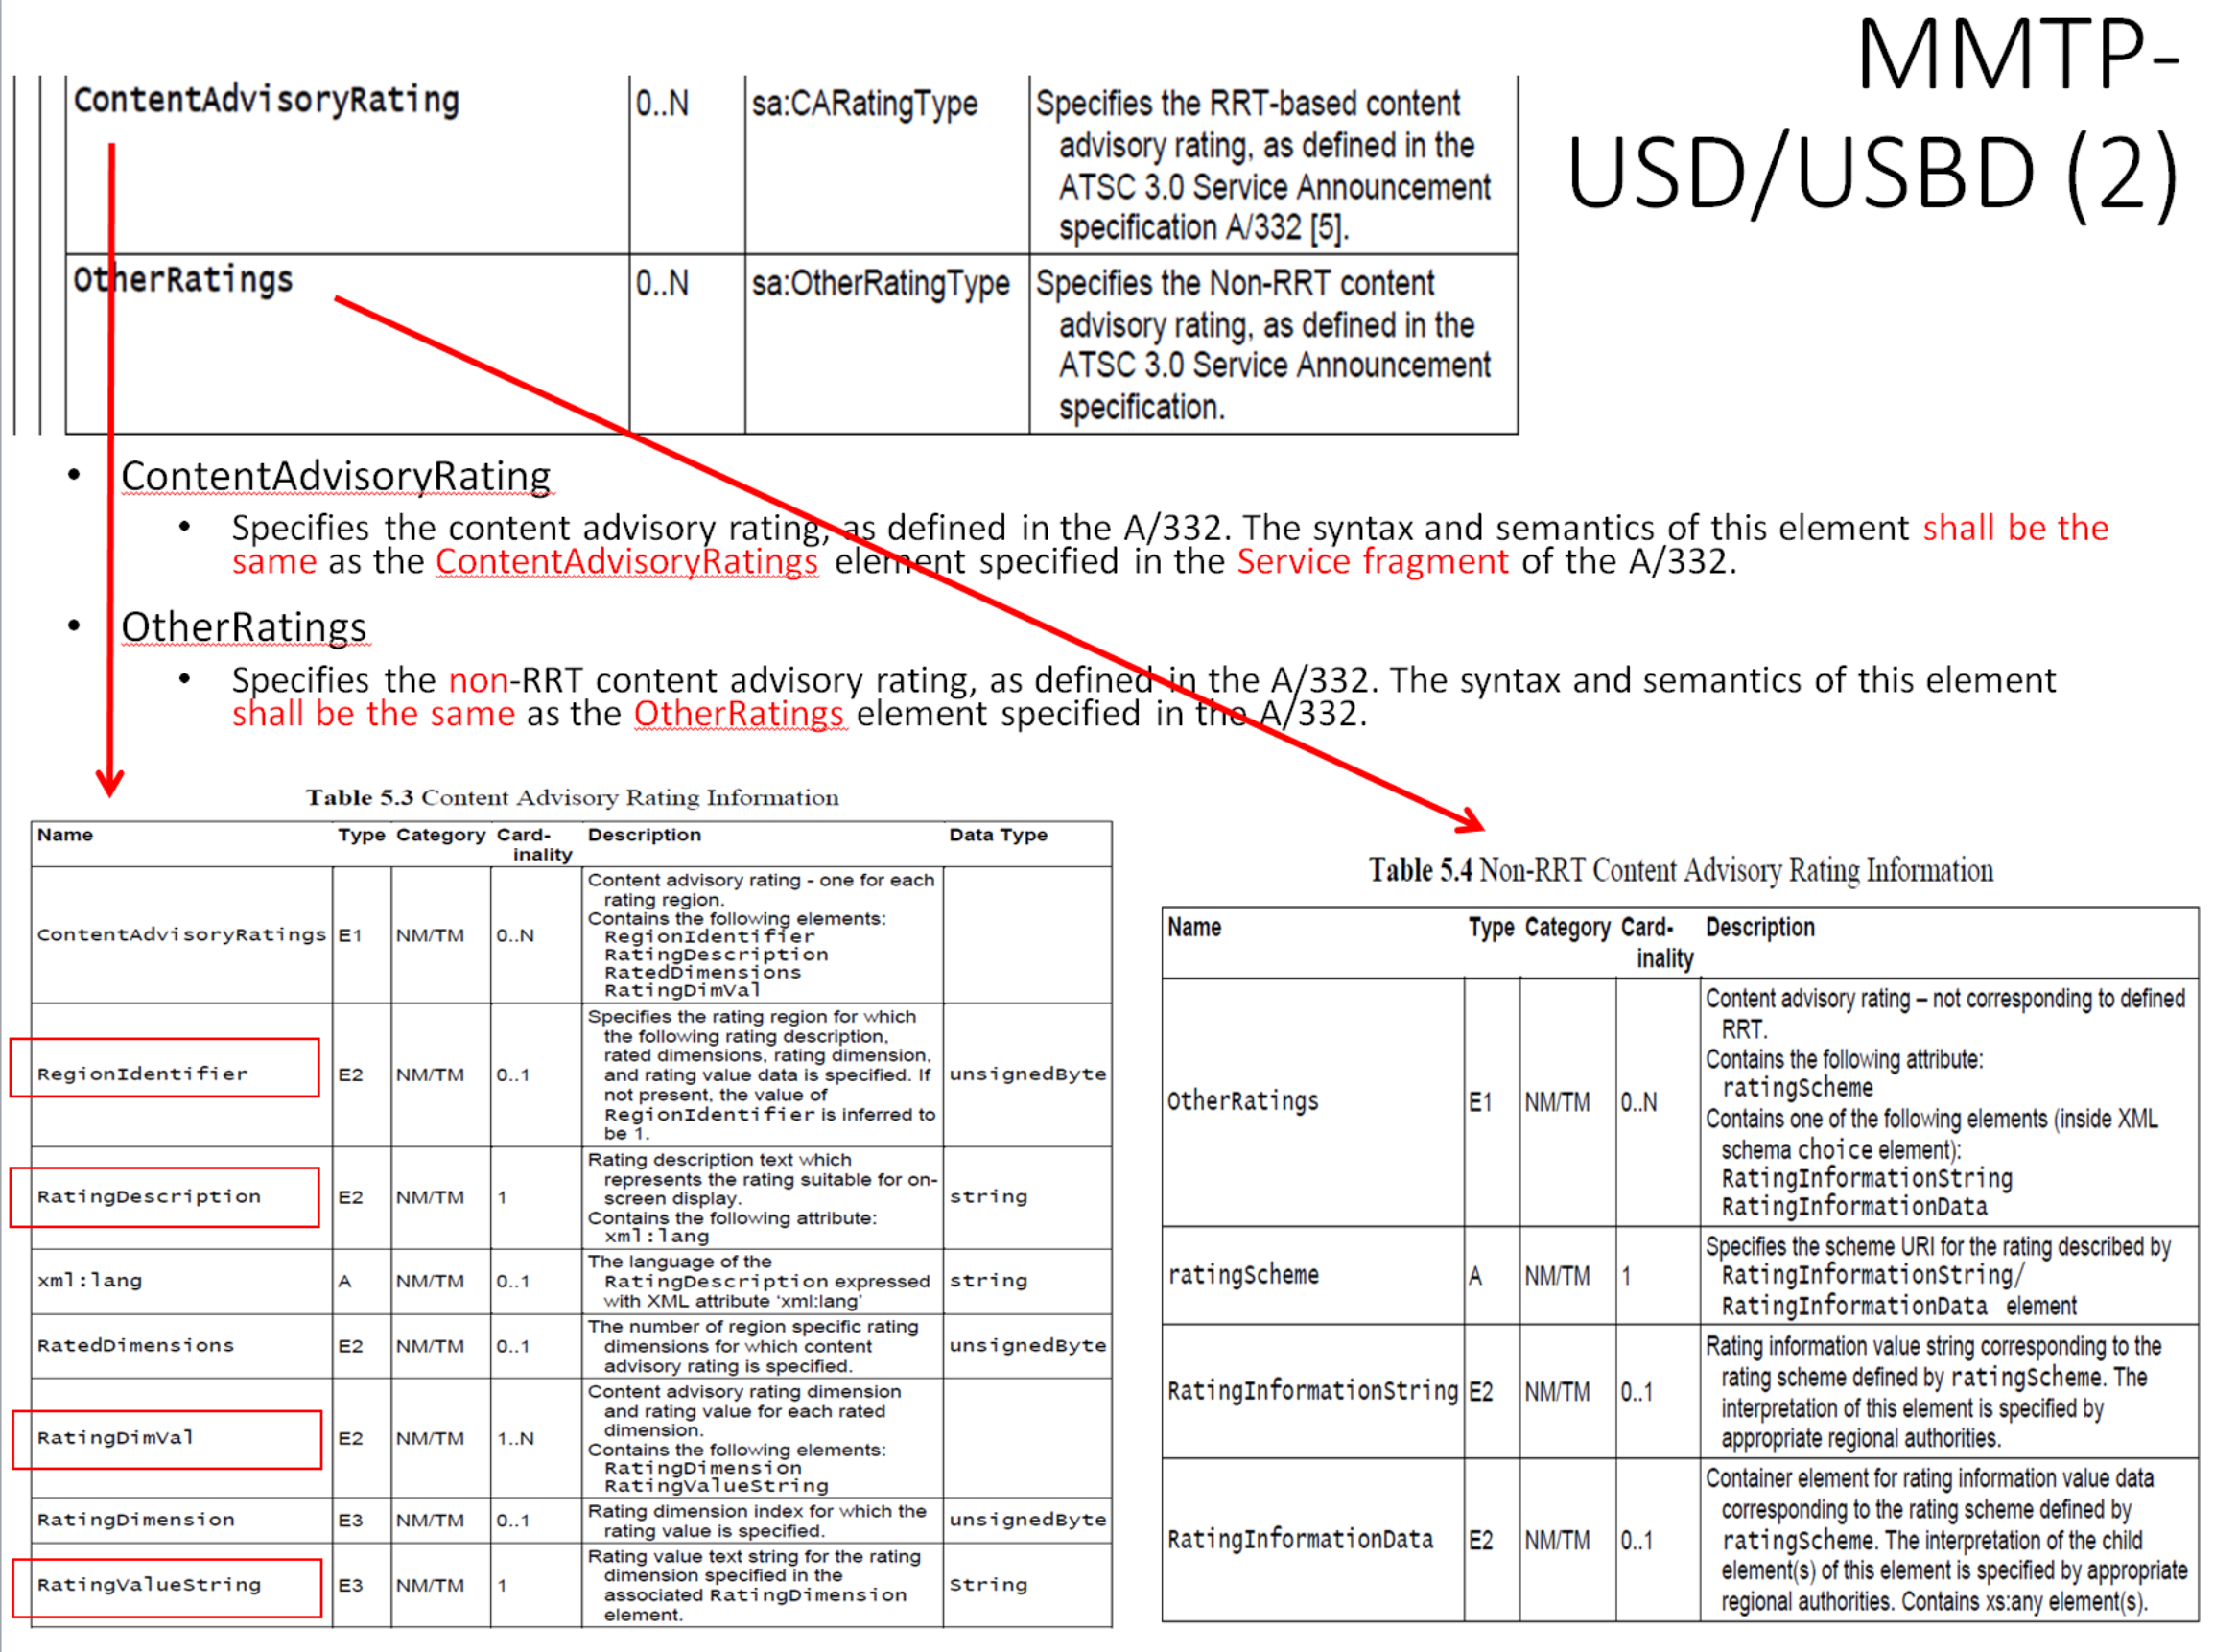 MMTP-
USD/USBD (2)
ContentAdvisoryRating 0..N sa:CARatingType Specifies the RRT-based content
advisory rating, as defined in the
ATSC 3.0 Service Announcement
specification A/332 [5].
OtherRatings 0..N sa:OtherRatingType Specifies the Non-RRT content
advisory rating, as defined in the
ATSC 3.0 Service Announcement
specification.
• ContentAdvisoryRating
• Specifies the content advisory rating, as defined in the A/332. The syntax and semantics of this element shall be the
same as the ContentAdvisoryRatings element specified in the Service fragment of the A/332.
• OtherRatings
• Specifies the non-RRT content advisory rating, as defined in the A/332. The syntax and semantics of this element
shall be the same as the OtherRatings element specified in the A/332.
Table 5.3 Content Advisory Rating Information
Name Type Category Card- Description Data Type
inality
ContentAdvisoryRatings E1 NM/TM 0..N Content advisory rating - one for each
rating region.
Contains the following elements:
RegionIdentifier
RatingDescription
RatedDimensions
RatingDimVal
RegionIdentifier E2 NM/TM 0..1 Specifies the rating region for which
the following rating description,
rated dimensions, rating dimension,
and rating value data is specified. If unsignedByte
not present, the value of
RegionIdentifier is inferred to
be 1.
RatingDescription E2 NM/TM 1 Rating description text which
represents the rating suitable for on-
screen display. string
Contains the following attribute:
xml:lang
xml:lang A NM/TM 0..1 The language of the
RatingDescription expressed string
with XML attribute ‘xml:lang’
RatedDimensions E2 NM/TM 0..1 The number of region specific rating
dimensions for which content unsignedByte
advisory rating is specified.
RatingDimVal E2 NM/TM 1..N Content advisory rating dimension
and rating value for each rated
dimension.
Contains the following elements:
RatingDimension
RatingValueString
RatingDimension E3 NM/TM 0..1 Rating dimension index for which the unsignedByte
rating value is specified.
RatingValueString E3 NM/TM 1 Rating value text string for the rating
dimension specified in the String
associated RatingDimension
element.
Table 5.4 Non-RRT Content Advisory Rating Information
Name Type Category Card- Description
inality
OtherRatings E1 NM/TM 0..N Content advisory rating – not corresponding to defined
RRT.
Contains the following attribute:
ratingScheme
Contains one of the following elements (inside XML
schema choice element):
RatingInformationString
RatingInformationData
ratingScheme A NM/TM 1 Specifies the scheme URI for the rating described by
RatingInformationString/
RatingInformationData element
RatingInformationString E2 NM/TM 0..1 Rating information value string corresponding to the
rating scheme defined by ratingScheme. The
interpretation of this element is specified by
appropriate regional authorities.
RatingInformationData E2 NM/TM 0..1 Container element for rating information value data
corresponding to the rating scheme defined by
ratingScheme. The interpretation of the child
element(s) of this element is specified by appropriate
regional authorities. Contains xs:any element(s).